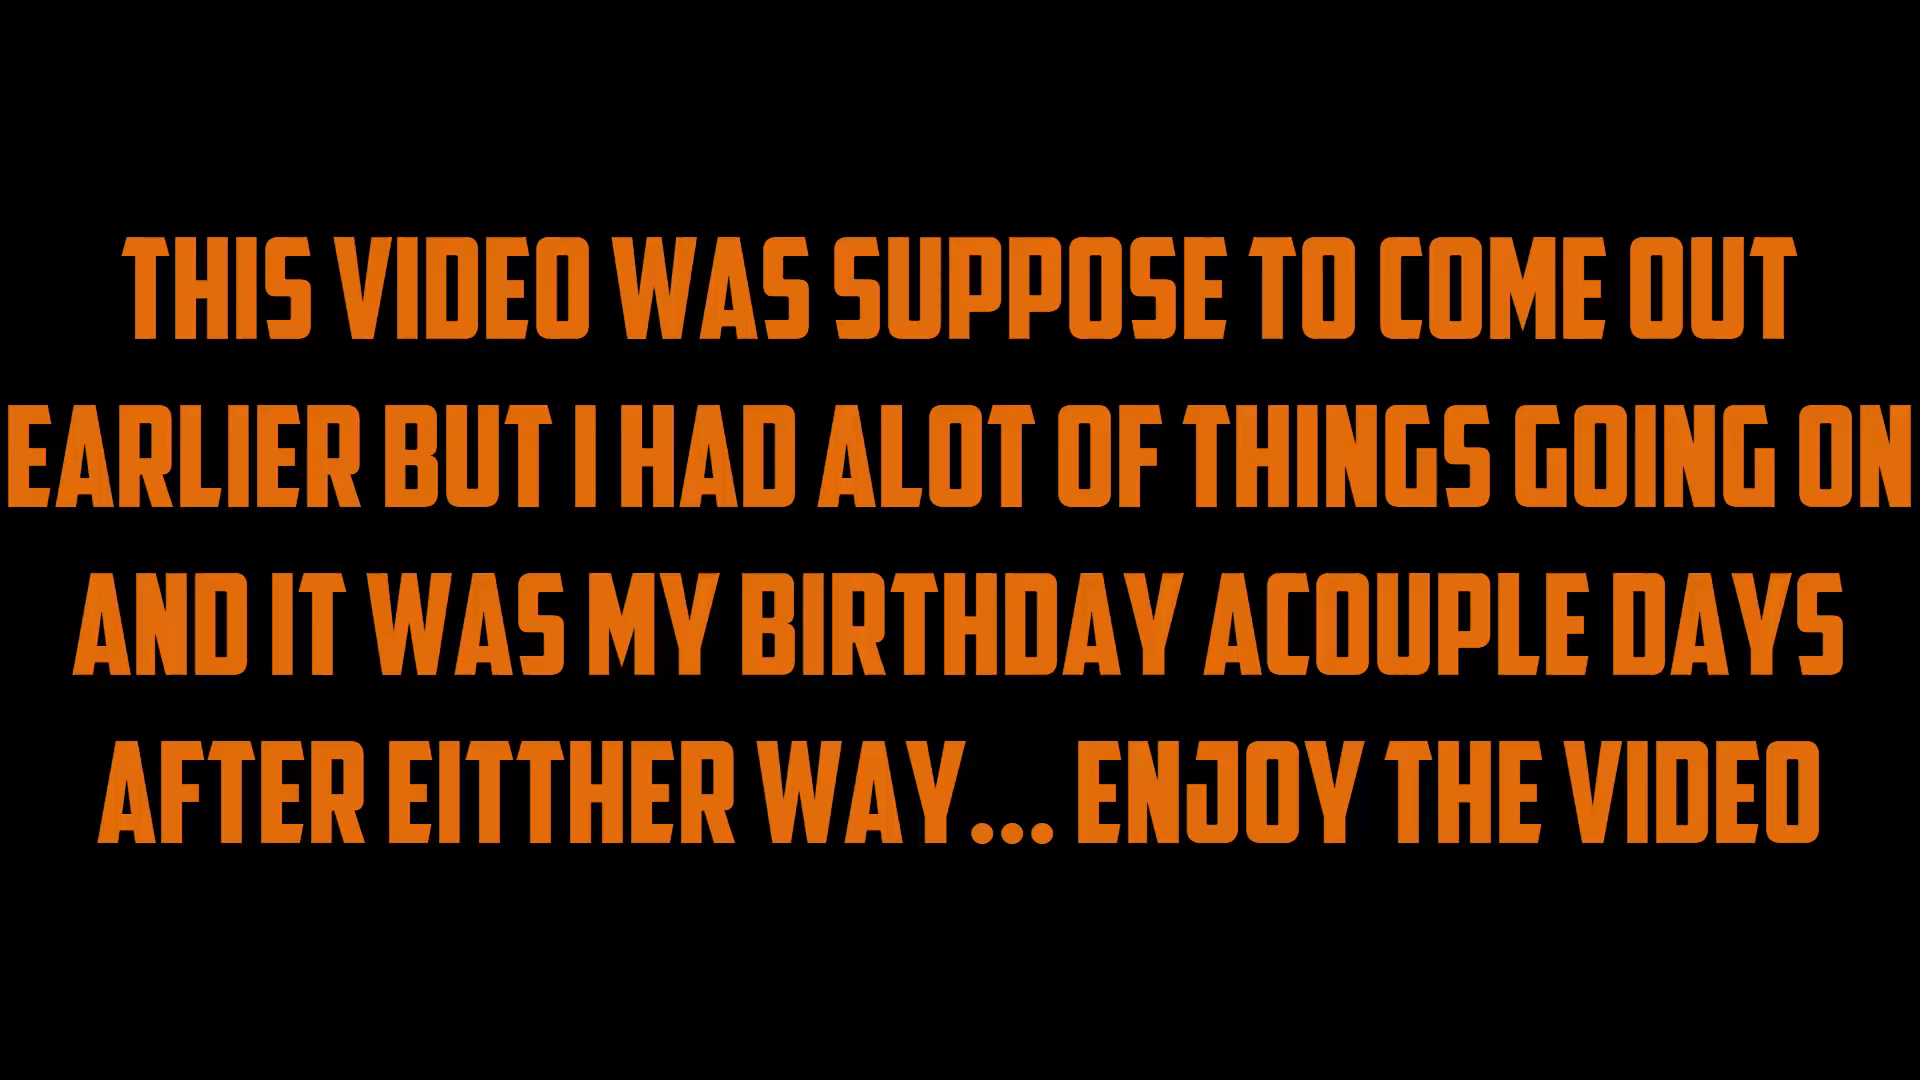 THIS VIDEO WAS SUPPOSE TO COME OUT
EARLIER BUT I HAD ALOT OF THINGS GOING ON
AND IT WAS MY BIRTHDAY ACOUPLE DAYS
AFTER EITHER WAY... ENJOY THE VIDEO